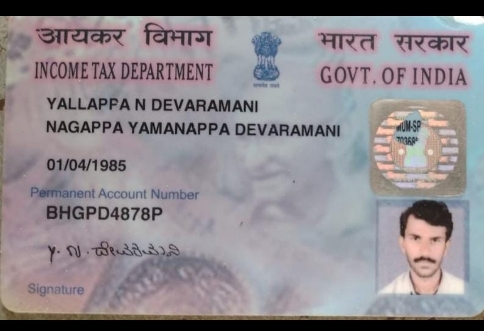 आयकर विभाग भारत सरकार
INCOME TAX DEPARTMENT GOVT. OF INDIA
YALLAPPA N DEVARAMANI
NAGAPPA YAMANAPPA DEVARAMANI
01/04/1985
Permanent Account Number
BHGPD4878P
Y. N. ದೇವರಮನಿ
Signature